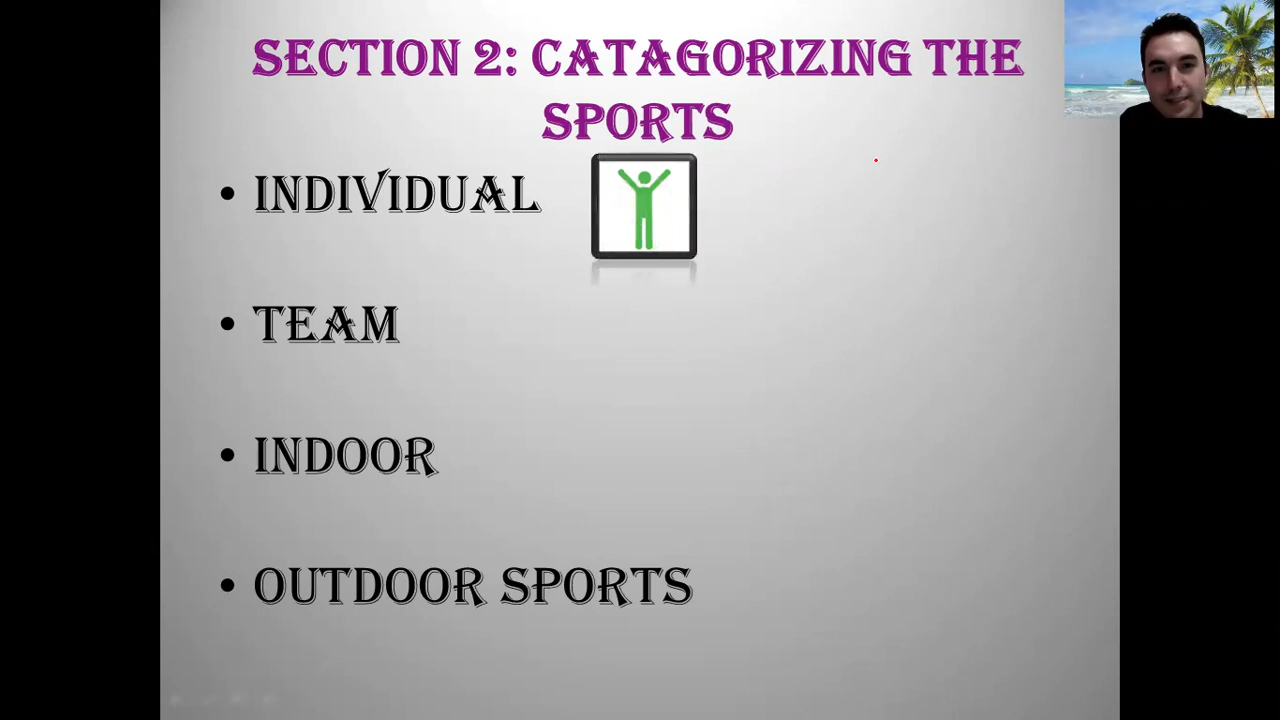 SECTION 2: CATAGORIZING THE
SPORTS
• INDIVIDUAL
• TEAM
• INDOOR
• OUTDOOR SPORTS